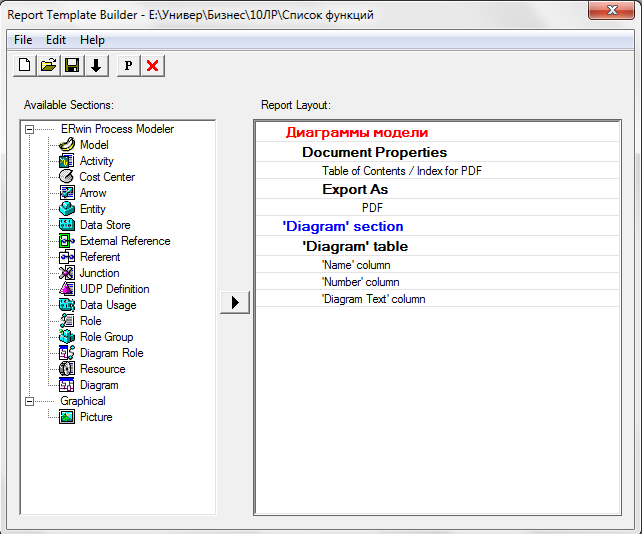 Report Template Builder - E:\Универ\Бизнес\10ЛР\Список функций
File Edit Help
P
Available Sections:
Report Layout:
ERwin Process Modeler
Model
Activity
Cost Center
Arrow
Entity
Data Store
External Reference
Referent
Junction
UDP Definition
Data Usage
Role
Role Group
Diagram Role
Resource
Diagram
Graphical
Picture
Диаграммы модели
Document Properties
Table of Contents / Index for PDF
Export As
PDF
'Diagram' section
'Diagram' table
'Name' column
'Number' column
'Diagram Text' column